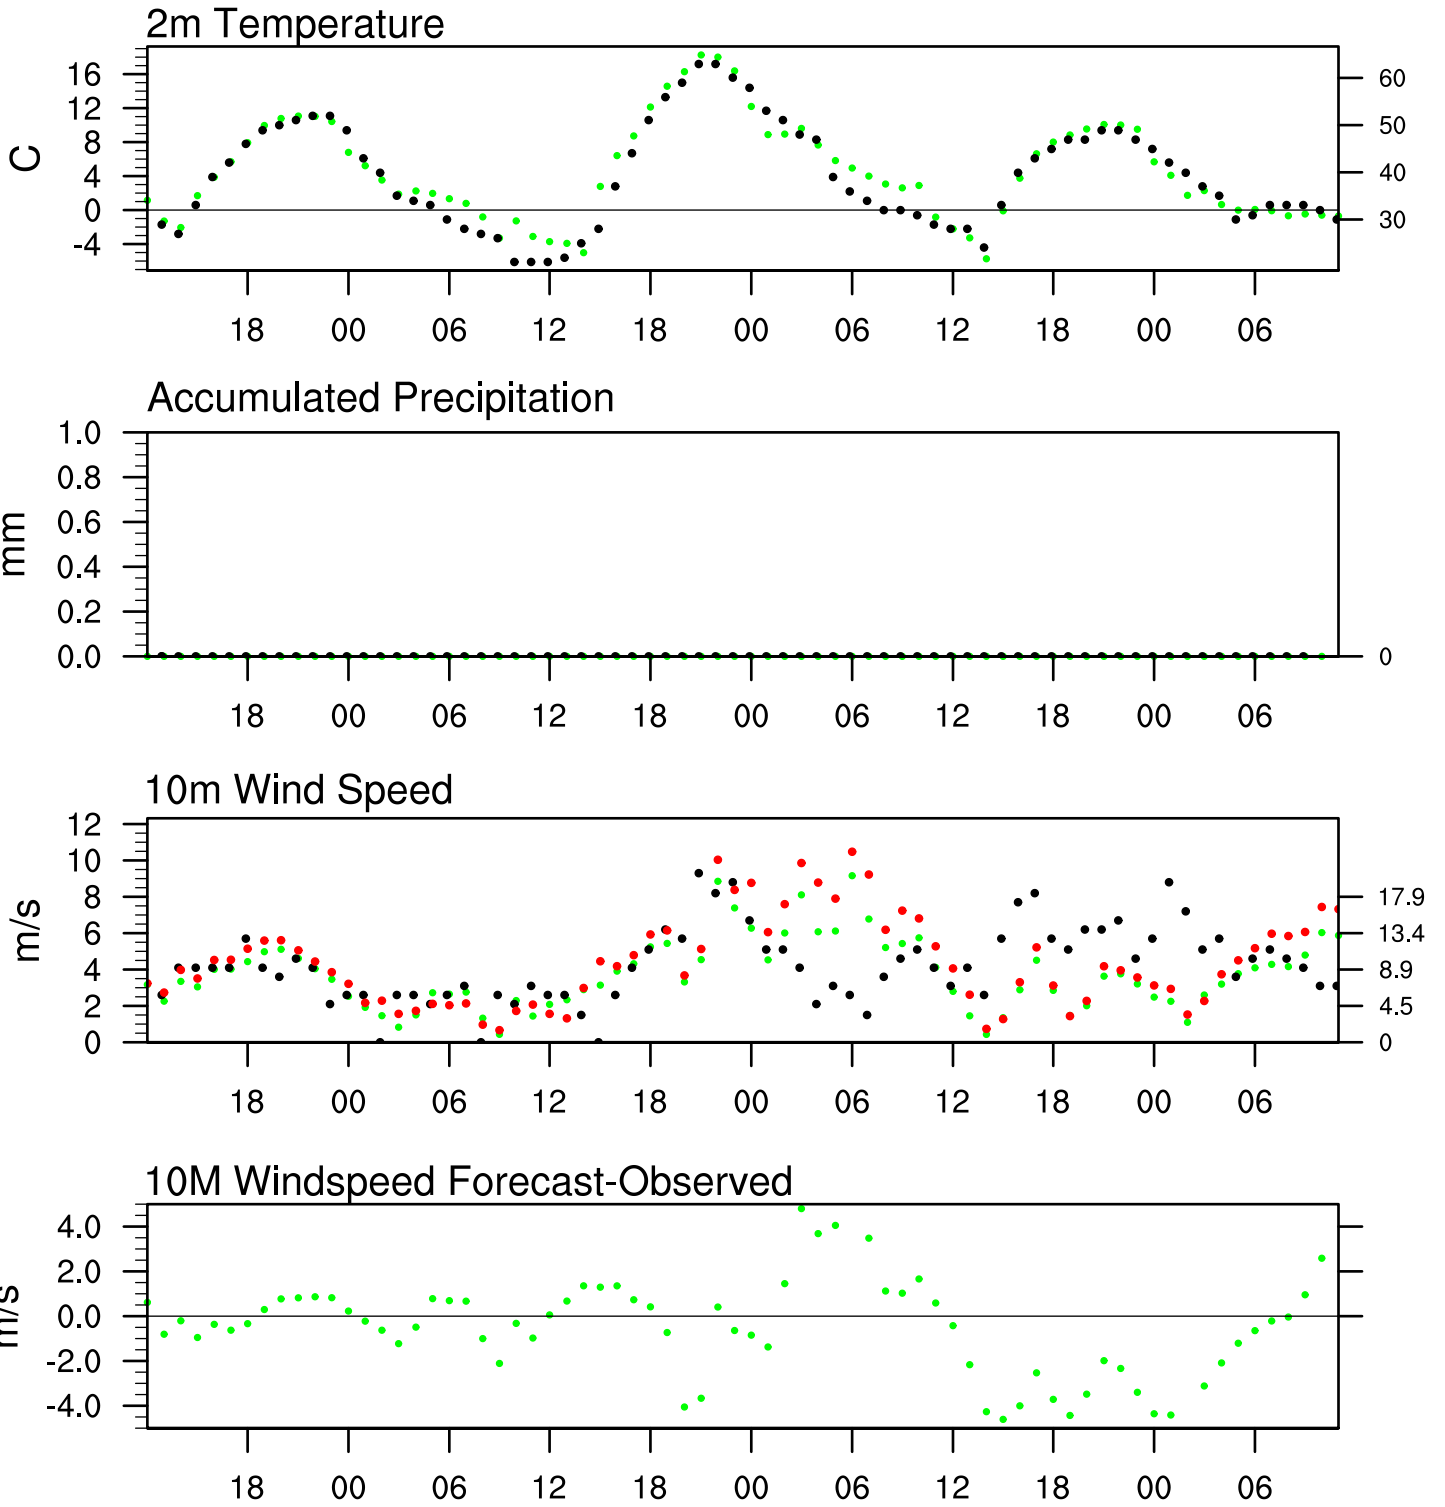 2m Temperature
16
12
8
4
0
-4
C
60
50
40
30
18 00 06 12 18 00 06 12 18 00 06
Accumulated Precipitation
1.0
0.8
0.6
0.4
0.2
0.0
mm
0
18 00 06 12 18 00 06 12 18 00 06
10m Wind Speed
12
10
8
6
4
2
0
m/s
17.9
13.4
8.9
4.5
0
18 00 06 12 18 00 06 12 18 00 06
10M Windspeed Forecast-Observed
4.0
2.0
0.0
-2.0
-4.0
m/s
18 00 06 12 18 00 06 12 18 00 06